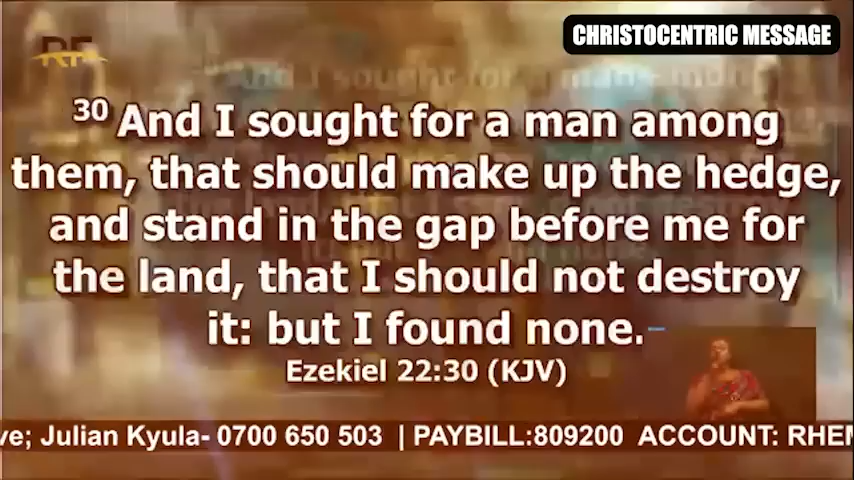 CHRISTOCENTRIC MESSAGE
RF
30 And I sought for a man among
them, that should make up the hedge,
and stand in the gap before me for
the land, that I should not destroy
it: but I found none.
Ezekiel 22:30 (KJV)
ve; Julian Kyula- 0700 650 503 | PAYBILL:809200 ACCOUNT: RHEM